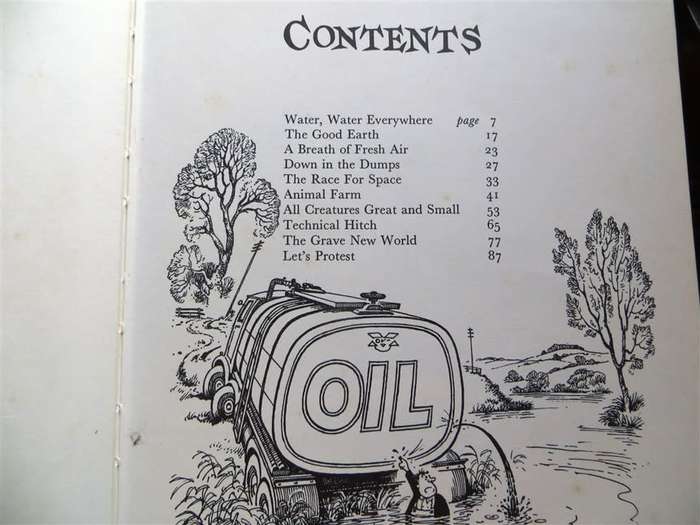 CONTENTS
Water, Water Everywhere page 7
The Good Earth 17
A Breath of Fresh Air 23
Down in the Dumps 27
The Race For Space 33
Animal Farm 41
All Creatures Great and Small 53
Technical Hitch 65
The Grave New World 77
Let's Protest 87
OIL